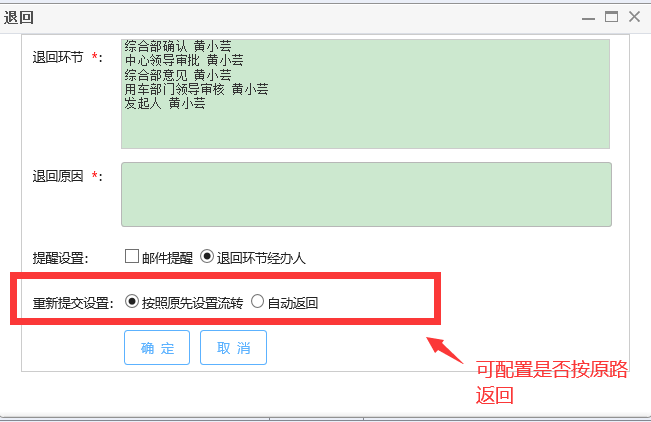 退回
退回环节 *:
综合部确认 黄小芸
中心领导审批 黄小芸
综合部意见 黄小芸
用车部门领导审核 黄小芸
发起人 黄小芸
退回原因 *:
提醒设置: 邮件提醒 退回环节经办人
重新提交设置: 按照原先设置流转 自动返回
确 定 取 消
可配置是否按原路
返回